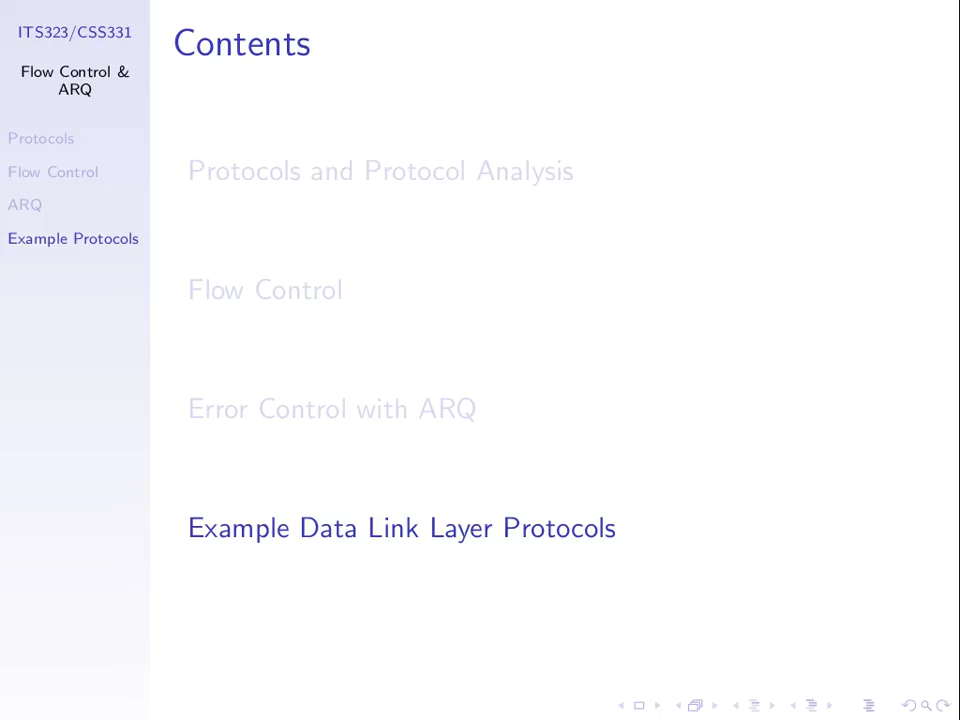 ITS323/CSS331
Flow Control &
ARQ
Protocols
Flow Control
ARQ
Example Protocols
Contents
Protocols and Protocol Analysis
Flow Control
Error Control with ARQ
Example Data Link Layer Protocols